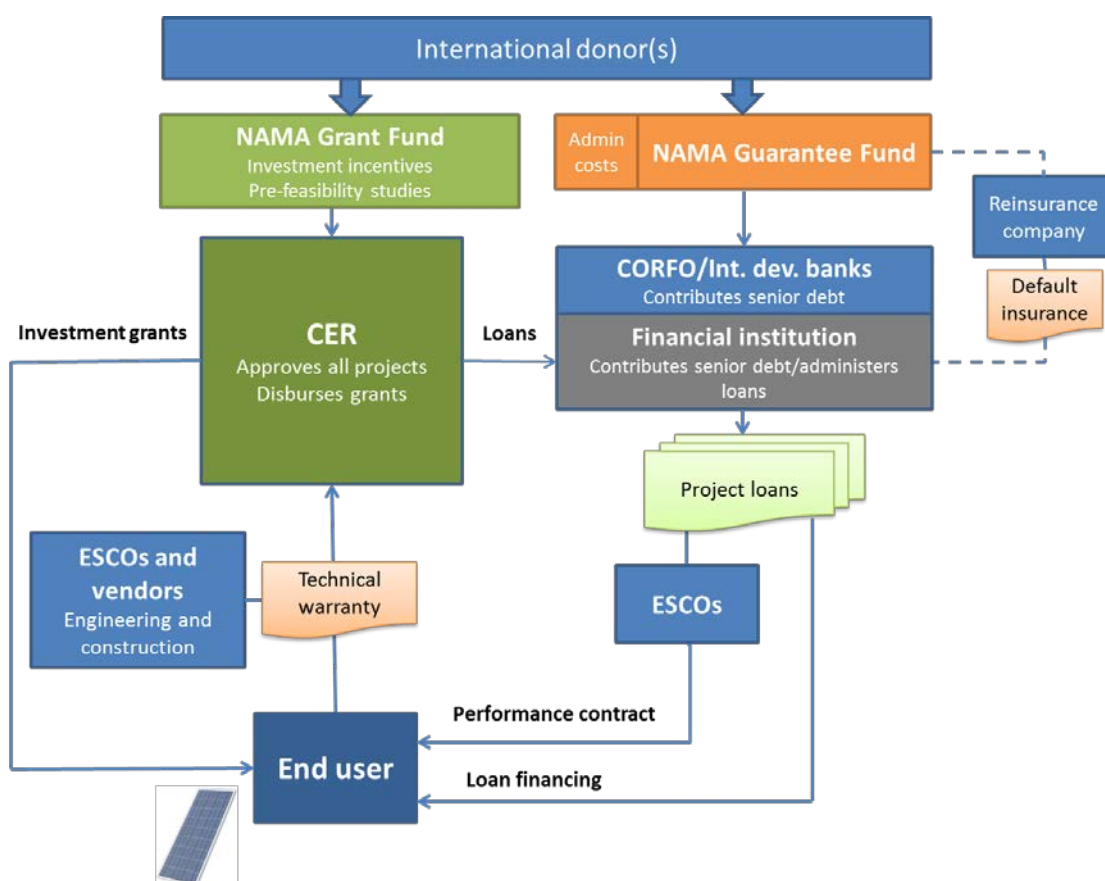 International donor(s)
NAMA Grant Fund
Investment incentives
Pre-feasibility studies
Admin
costs
NAMA Guarantee Fund
Reinsurance
company
Default
insurance
CORFO/Int. dev. banks
Contributes senior debt
Financial institution
Contributes senior debt/administers
loans
Investment grants
CER
Approves all projects
Disburses grants
Loans
Project loans
ESCOs and
vendors
Engineering and
construction
Technical
warranty
ESCOs
Performance contract
End user
Loan financing